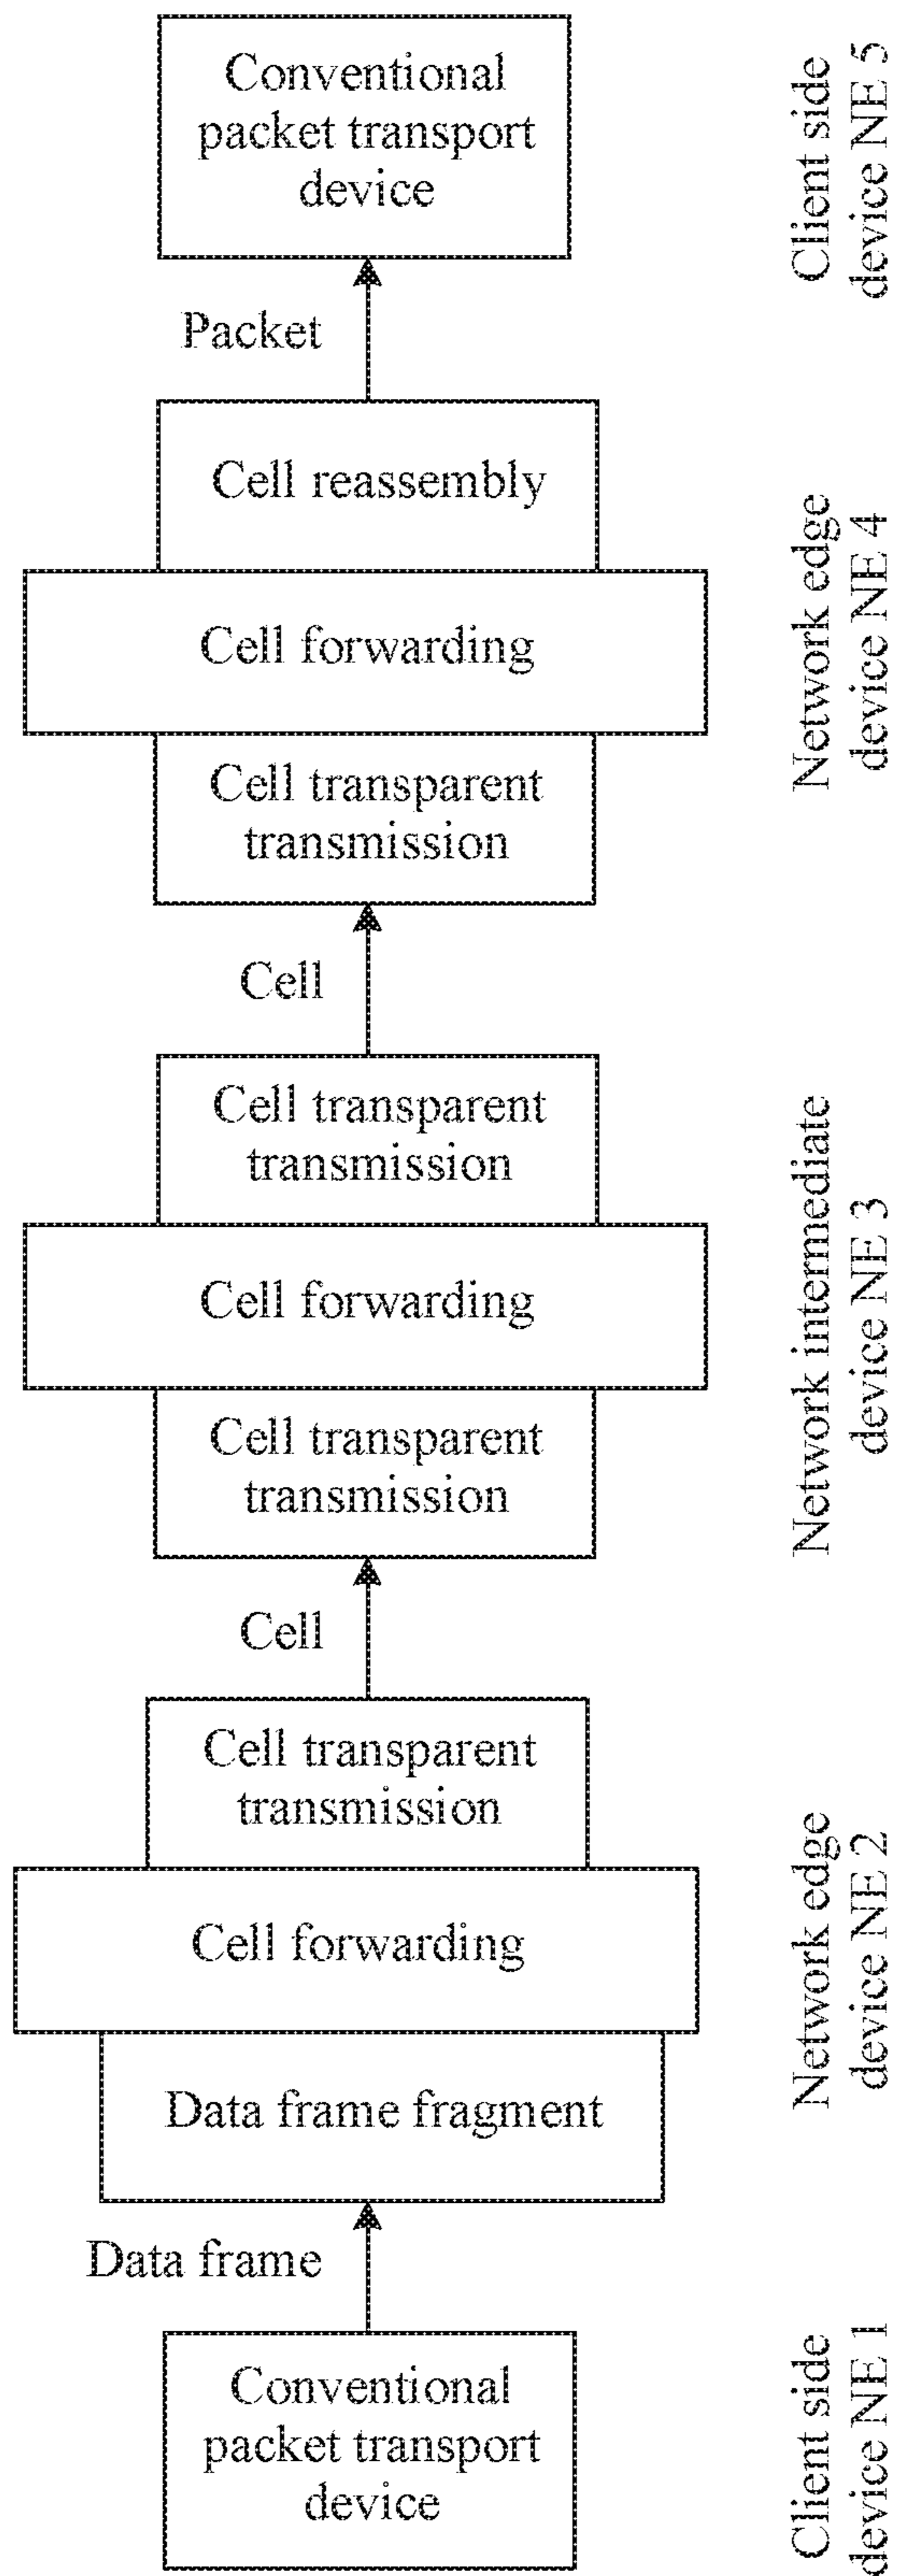 Conventional
packet transport
device
Client side
device NE 5
Packet
Cell reassembly
Cell forwarding
Cell transparent
transmission
Network edge
device NE 4
Cell
Cell transparent
transmission
Cell forwarding
Cell transparent
transmission
Network intermediate
device NE 3
Cell
Cell transparent
transmission
Cell forwarding
Data frame fragment
Network edge
device NE 2
Data frame
Conventional
packet transport
device
Client side
device NE 1